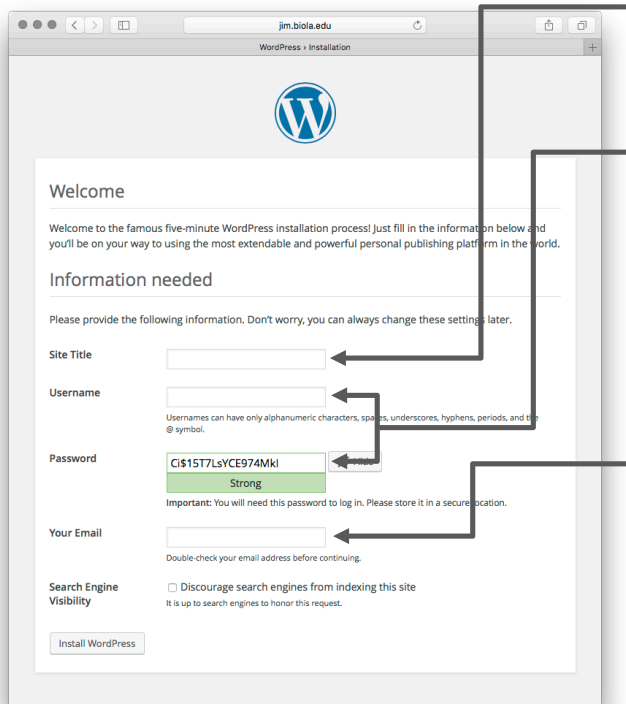 jim.biola.edu
WordPress › Installation
Welcome
Welcome to the famous five-minute WordPress installation process! Just fill in the information below and
you'll be on your way to using the most extendable and powerful personal publishing platform in the world.
Information needed
Please provide the following information. Don't worry, you can always change these settings later.
Site Title
Username
Usernames can have only alphanumeric characters, spaces, underscores, hyphens, periods, and the
@ symbol.
Password
Ci$15T7LsYCE974MkI
Hide
Strong
Important: You will need this password to log in. Please store it in a secure location.
Your Email
Double-check your email address before continuing.
Search Engine
Visibility
Discourage search engines from indexing this site
It is up to search engines to honor this request.
Install WordPress